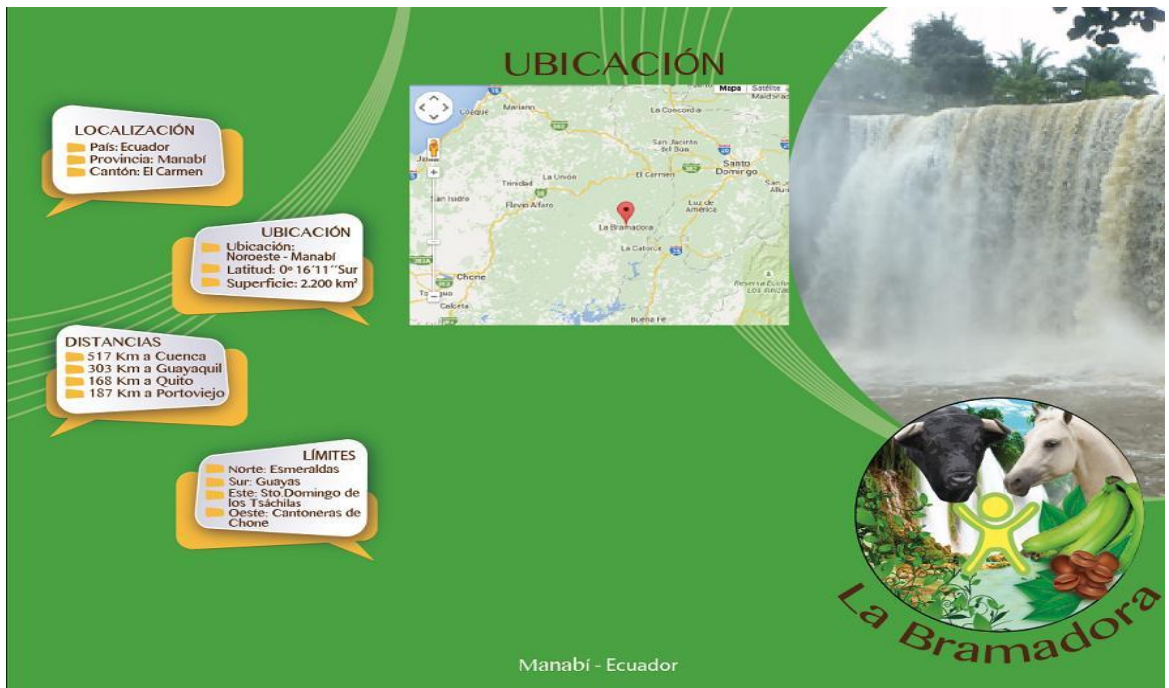 LOCALIZACIÓN
País: Ecuador
Provincia: Manabí
Cantón: El Carmen
UBICACIÓN
Ubicación:
Noroeste - Manabí
Latitud: 0º 16´11´´Sur
Superficie: 2.200 km²
DISTANCIAS
517 Km a Cuenca
303 Km a Guayaquil
168 Km a Quito
187 Km a Portoviejo
LÍMITES
Norte: Esmeraldas
Sur: Guayas
Este: Sto.Domingo de
los Tsáchilas
Oeste: Cantoneras de
Chone
UBICACIÓN
Mapa Satélite
Mariano
La Concordia
San Jacinto
del Búa
Santo
Domingo
La Unión
El Carmen
Trinidad
San Isidro
Flavio Alfaro
Luz de
América
La Bramadora
La Catorce
Chone
Calceta
Buena Fe
Manabí - Ecuador
La Bramadora